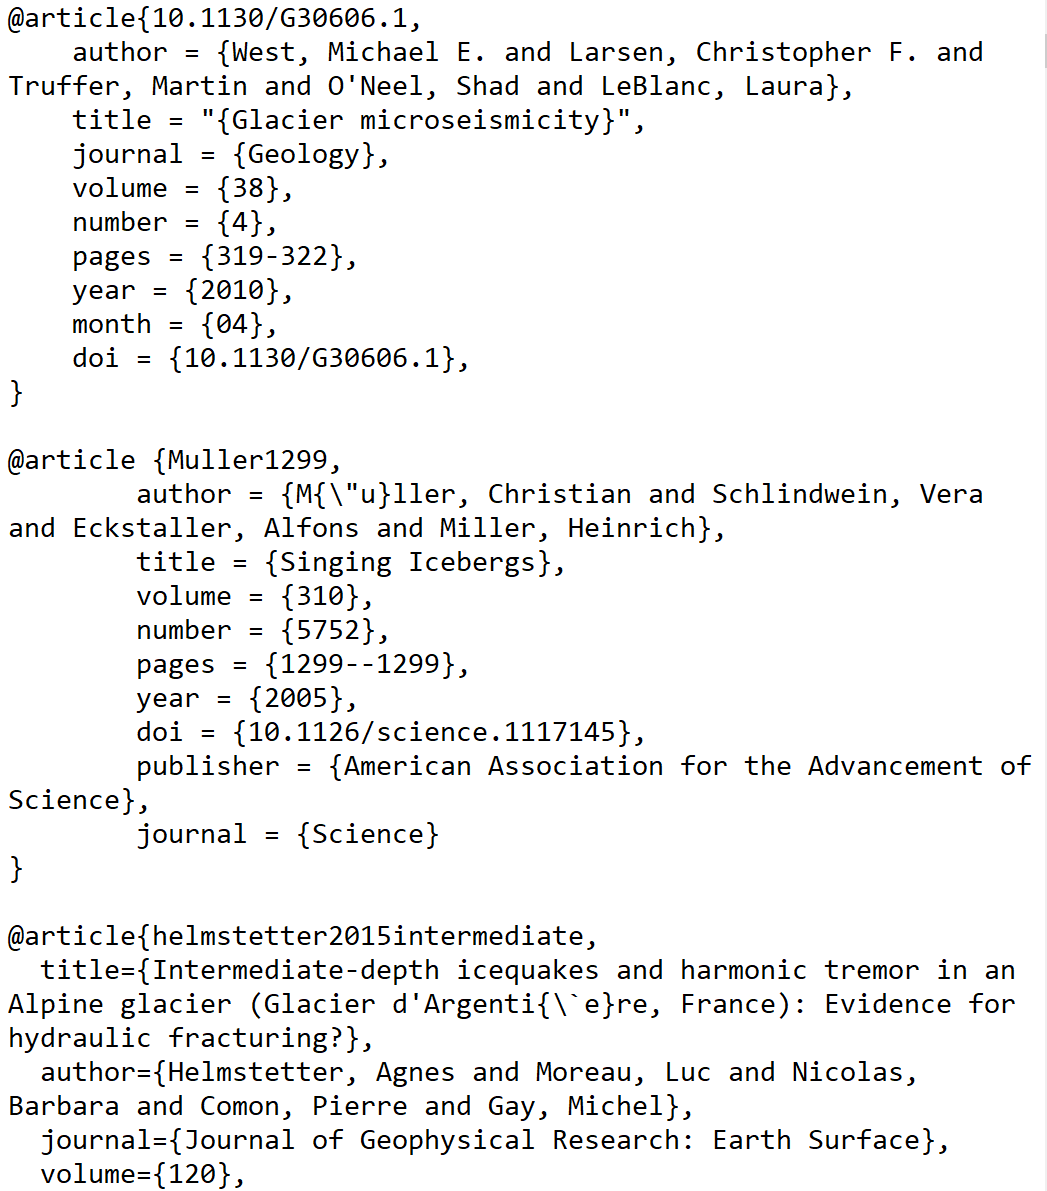 @article{10.1130/G30606.1,
    author = {West, Michael E. and Larsen, Christopher F. and
Truffer, Martin and O'Neel, Shad and LeBlanc, Laura},
    title = "{Glacier microseismicity}",
    journal = {Geology},
    volume = {38},
    number = {4},
    pages = {319-322},
    year = {2010},
    month = {04},
    doi = {10.1130/G30606.1},
}

@article {Muller1299,
        author = {M{\"u}ller, Christian and Schlindwein, Vera
and Eckstaller, Alfons and Miller, Heinrich},
        title = {Singing Icebergs},
        volume = {310},
        number = {5752},
        pages = {1299--1299},
        year = {2005},
        doi = {10.1126/science.1117145},
        publisher = {American Association for the Advancement of
Science},
        journal = {Science}
}

@article{helmstetter2015intermediate,
  title={Intermediate-depth icequakes and harmonic tremor in an
Alpine glacier (Glacier d'Argenti{\`e}re, France): Evidence for
hydraulic fracturing?},
  author={Helmstetter, Agnes and Moreau, Luc and Nicolas,
Barbara and Comon, Pierre and Gay, Michel},
  journal={Journal of Geophysical Research: Earth Surface},
  volume={120},